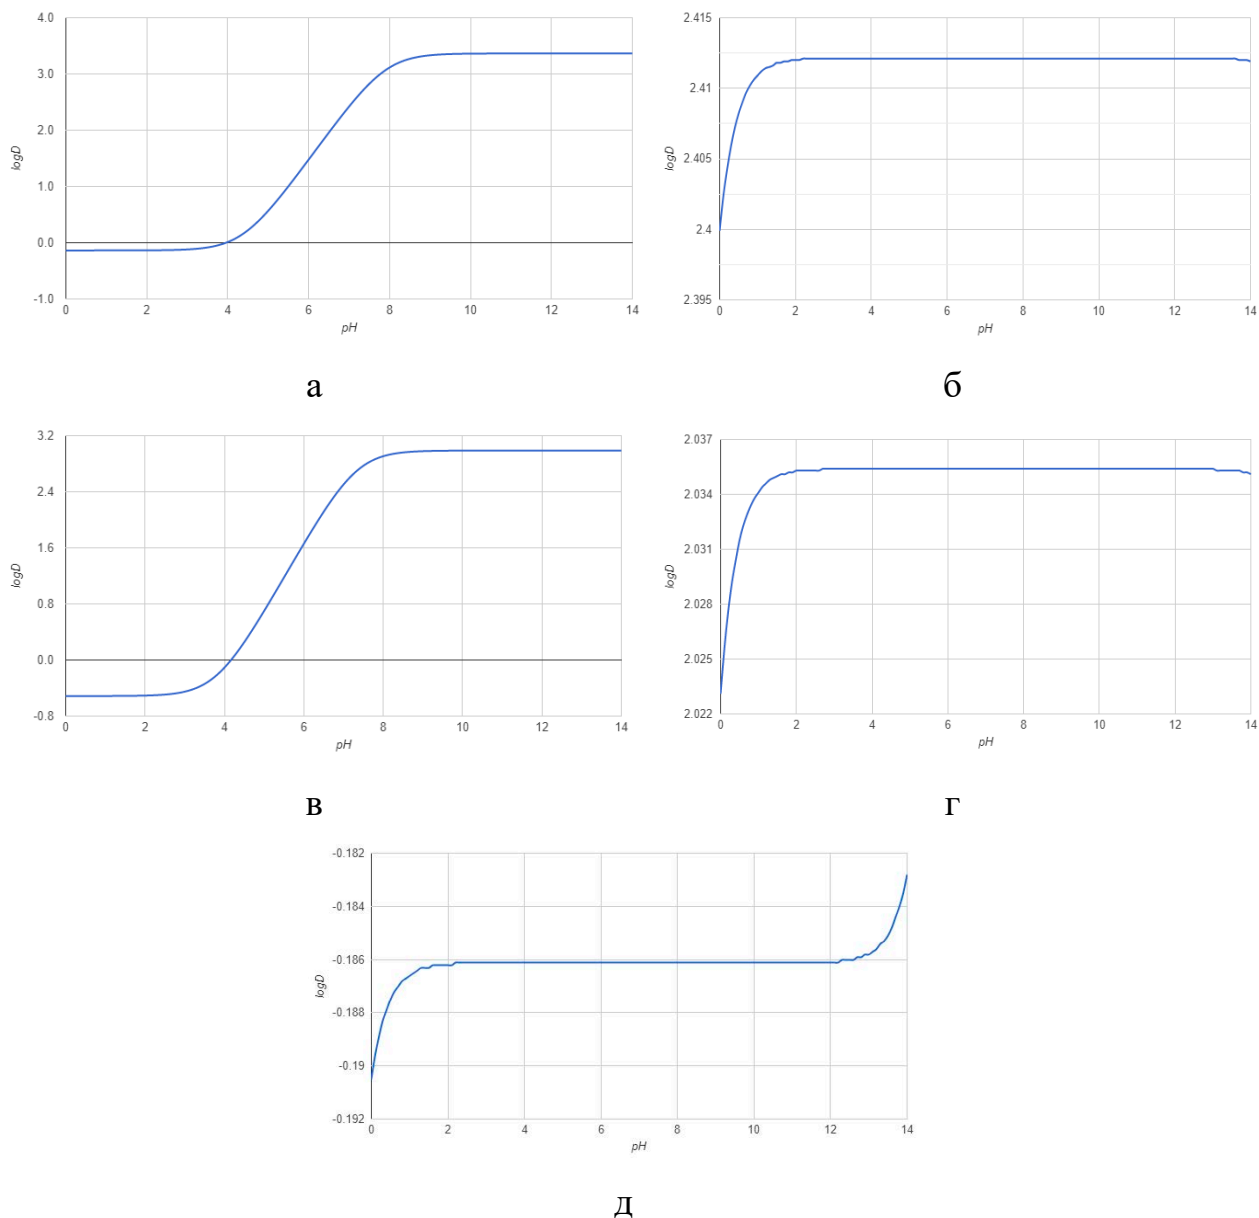 4.0
3.0
2.0
1.0
0.0
-1.0
logD
0 2 4 6 8 10 12 14
pH
а
2.415
2.41
2.405
2.4
2.395
logD
0 2 4 6 8 10 12 14
pH
б
3.2
2.4
1.6
0.8
0.0
-0.8
logD
0 2 4 6 8 10 12 14
pH
в
2.037
2.034
2.031
2.028
2.025
2.022
logD
0 2 4 6 8 10 12 14
pH
г
-0.182
-0.184
-0.186
-0.188
-0.19
-0.192
logD
0 2 4 6 8 10 12 14
pH
д